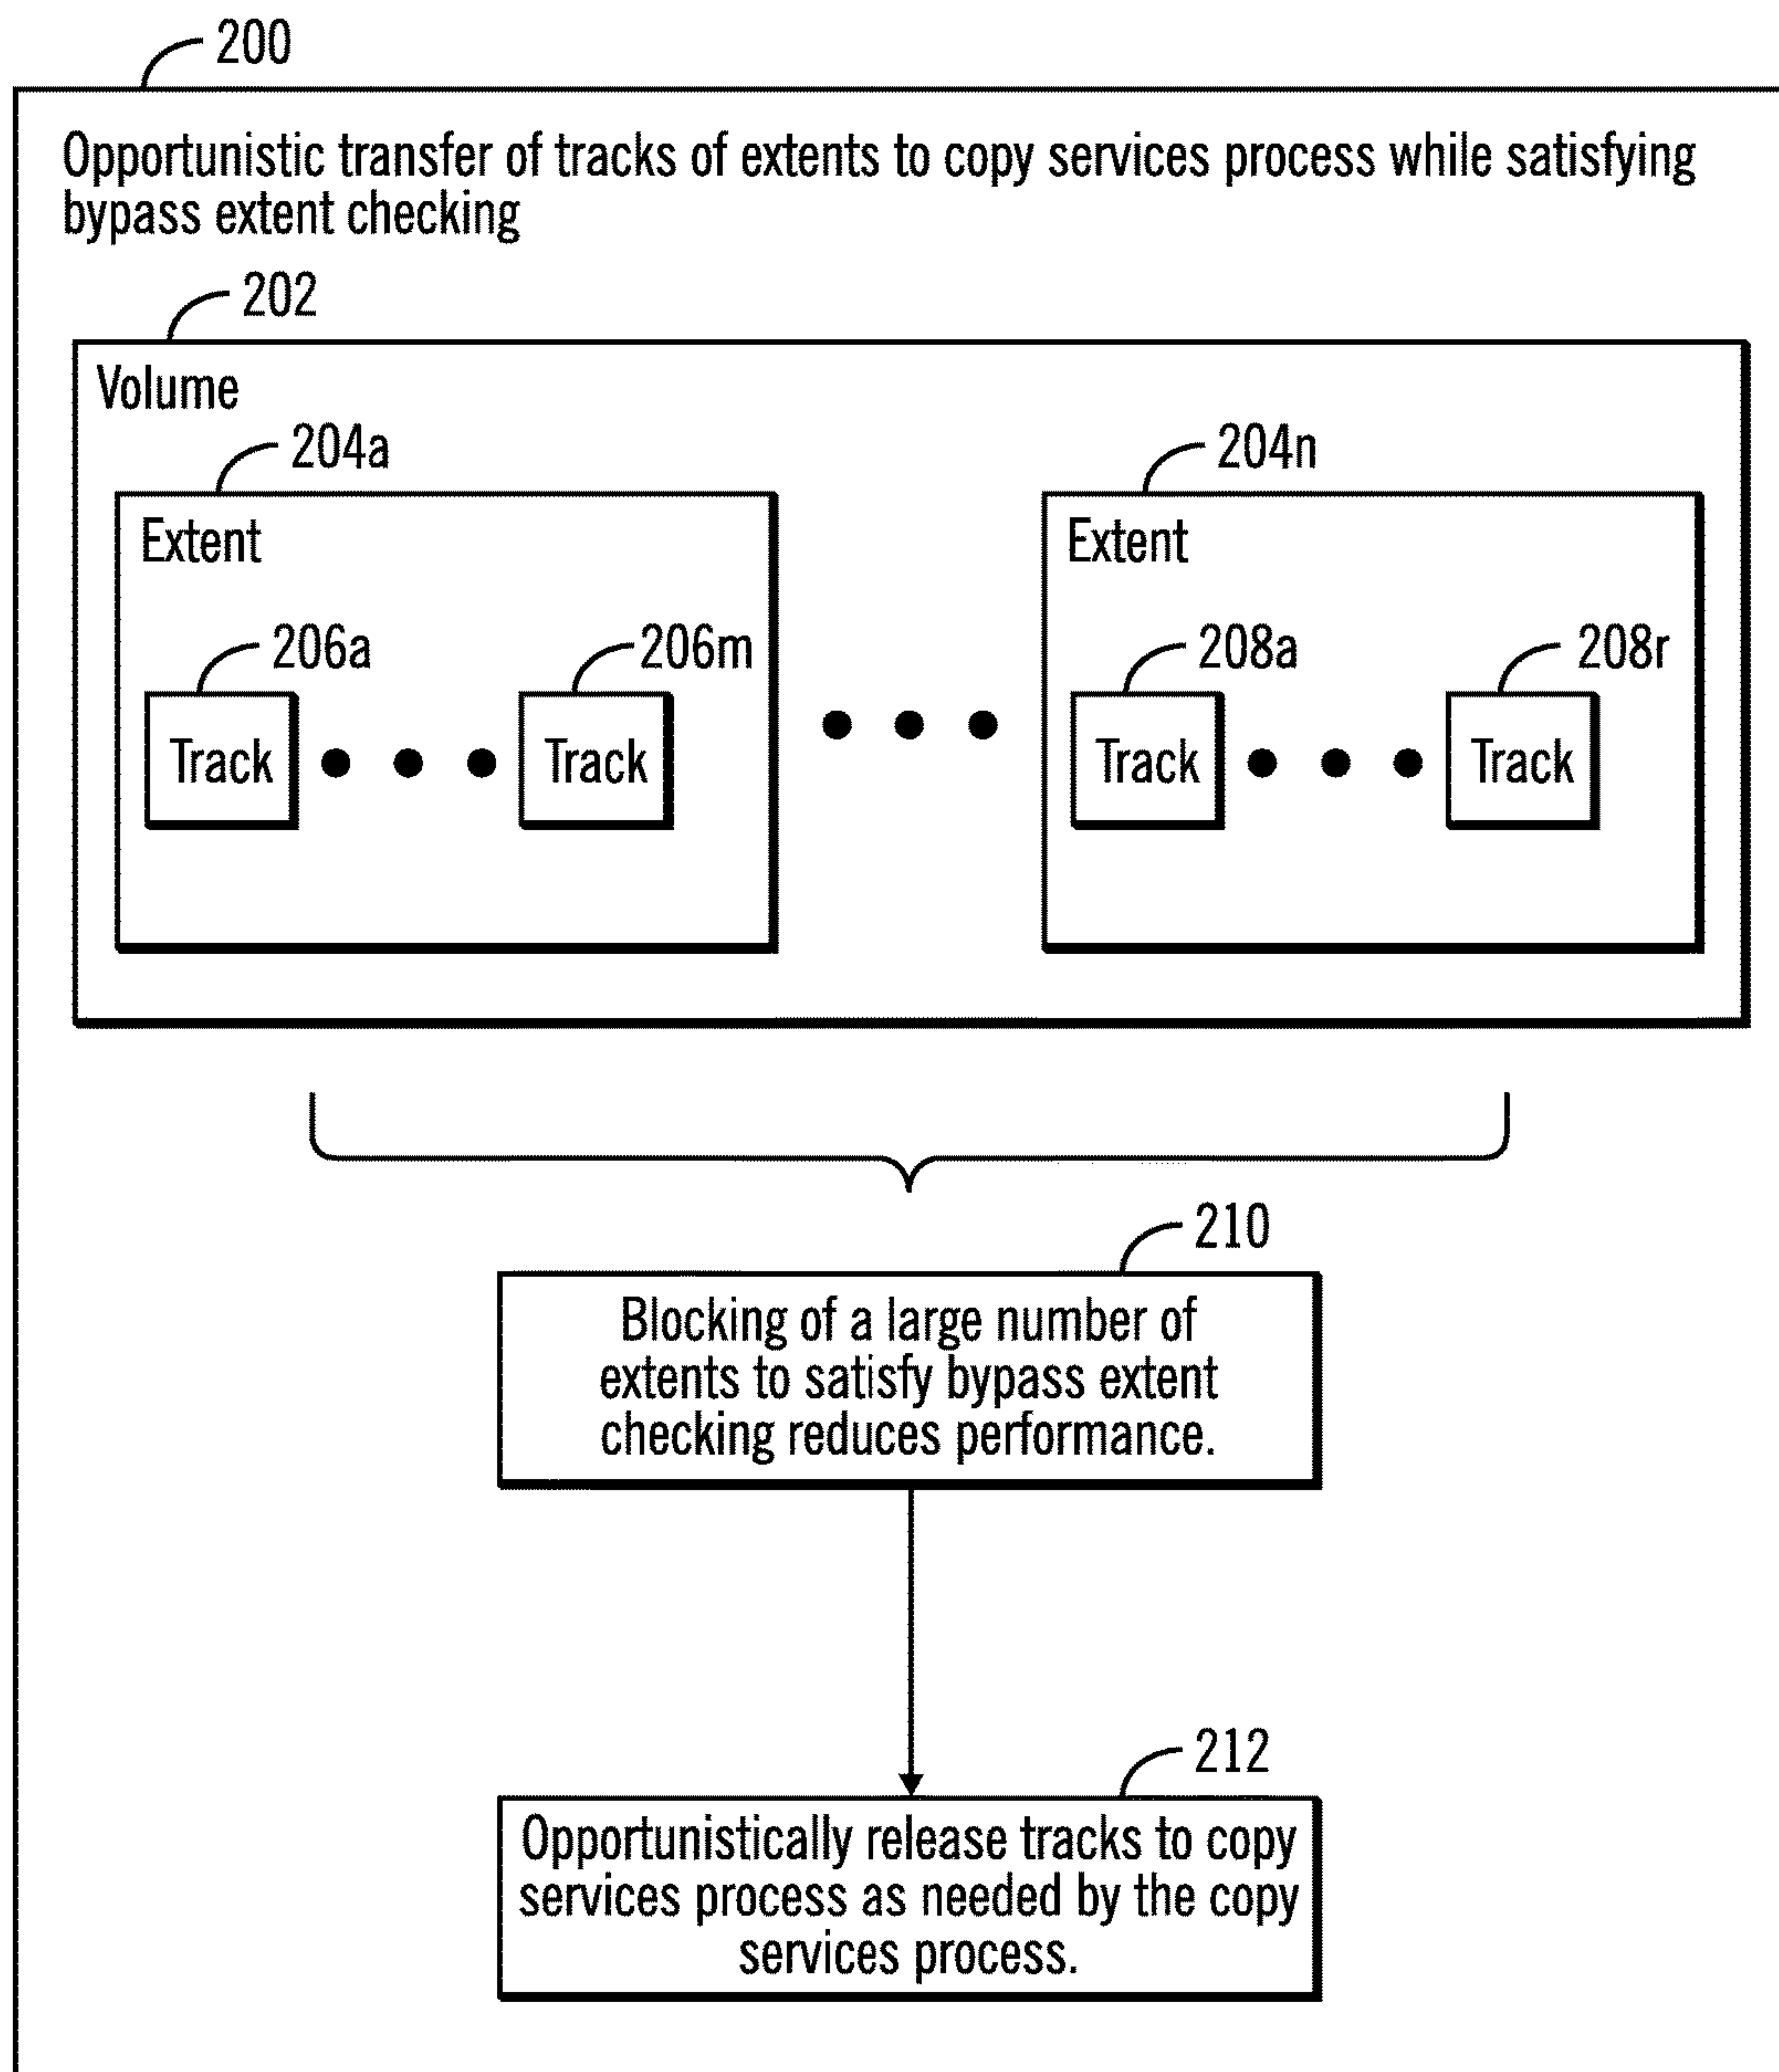 200
Opportunistic transfer of tracks of extents to copy services process while satisfying
bypass extent checking
202
Volume
204a
204n
Extent
Extent
206a
206m
208a
208r
Track
Track
Track
Track
210
Blocking of a large number of
extents to satisfy bypass extent
checking reduces performance.
212
Opportunistically release tracks to copy
services process as needed by the copy
services process.